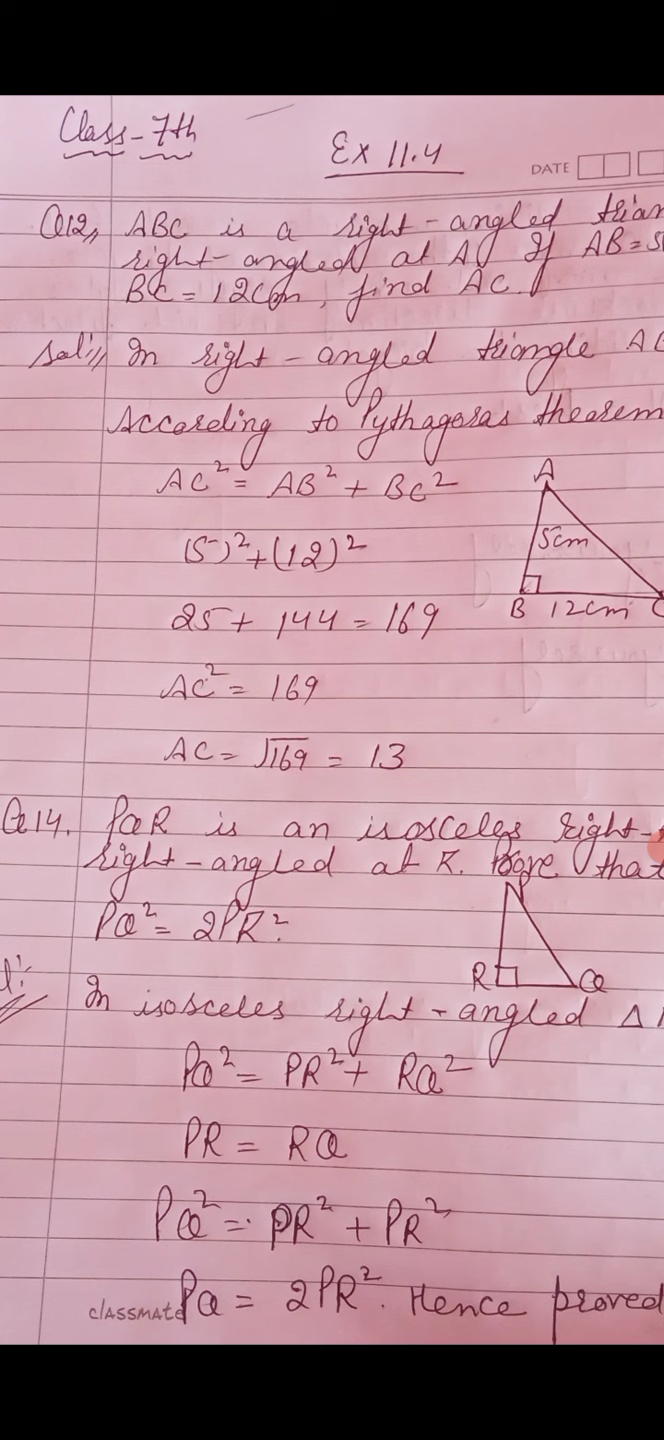 Class-7th
Ex 11.4
DATE
Q12, ABC is a right-angled
right-angled at A. If AB=5
BC = 12cm, find AC.
Sol:, In right-angled triangle
According to Pythagoras theorem
AC² = AB² + BC²
A
(5)²+(12)²
5cm
25 + 144 = 169
B 12cm C
AC² = 169
AC = √169 = 13
Q14. PQR is an isosceles right-
right-angled at R. Prove that
PQ² = 2PR².
R Q
In isosceles right-angled Δ
PQ² = PR² + RQ²
PR = RQ
PQ² = PR² + PR²
classmate PQ = 2PR². Hence proved